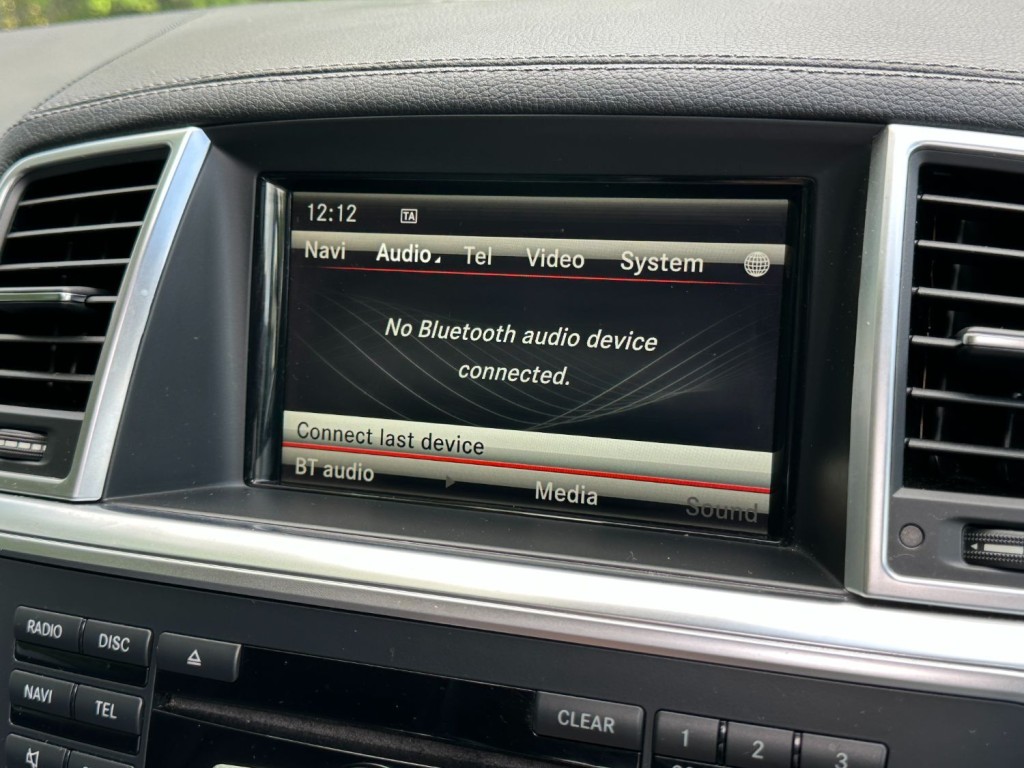 12:12 TA
Navi Audio Tel Video System
No Bluetooth audio device
connected.
Connect last device
BT audio Media Sound
RADIO DISC
NAVI TEL
CLEAR 1 2 3